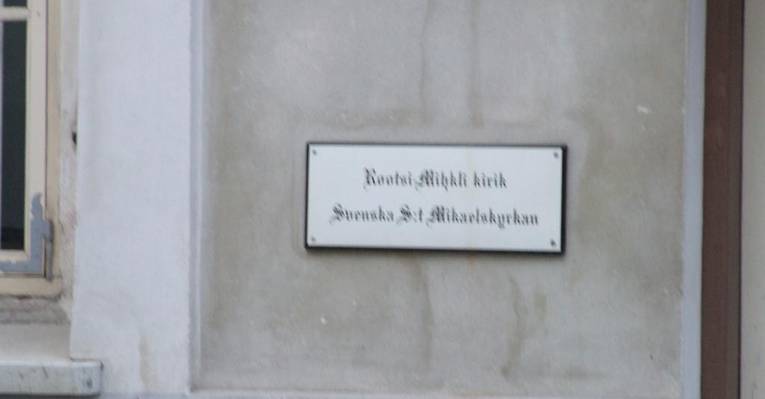 Rootsi-Mihkli kirik
Svenska S:t Mikaelskyrkan